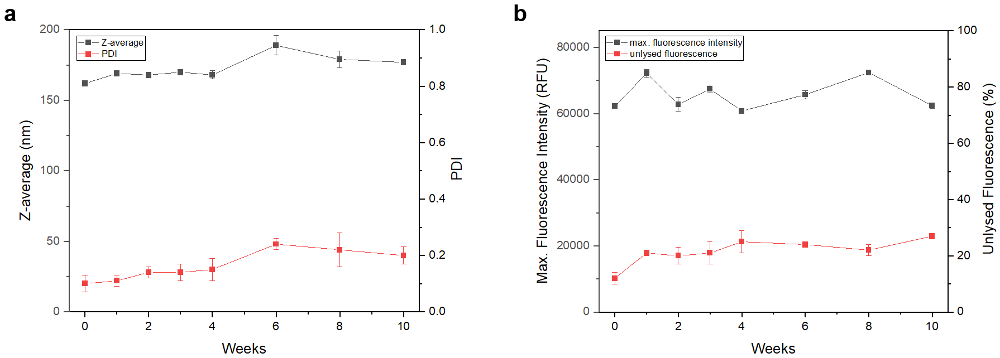 a
200
150
100
50
0
Z-average (nm)
Z-average
PDI
1.0
0.8
0.6
0.4
0.2
0.0
PDI
0 2 4 6 8 10
Weeks
b
80000
60000
40000
20000
0
Max. Fluorescence Intensity (RFU)
max. fluorescence intensity
unlysed fluorescence
100
80
60
40
20
0
Unlysed Fluorescence (%)
0 2 4 6 8 10
Weeks